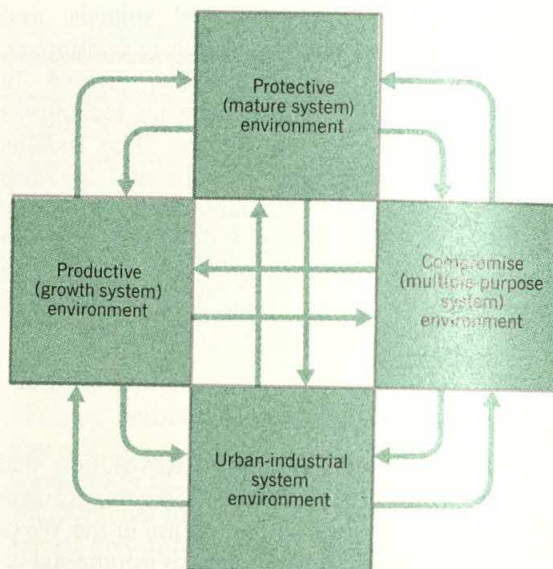 Protective
(mature system)
environment
Productive
(growth system)
environment
Compromise
(multiple-purpose
system)
environment
Urban-industrial
system
environment